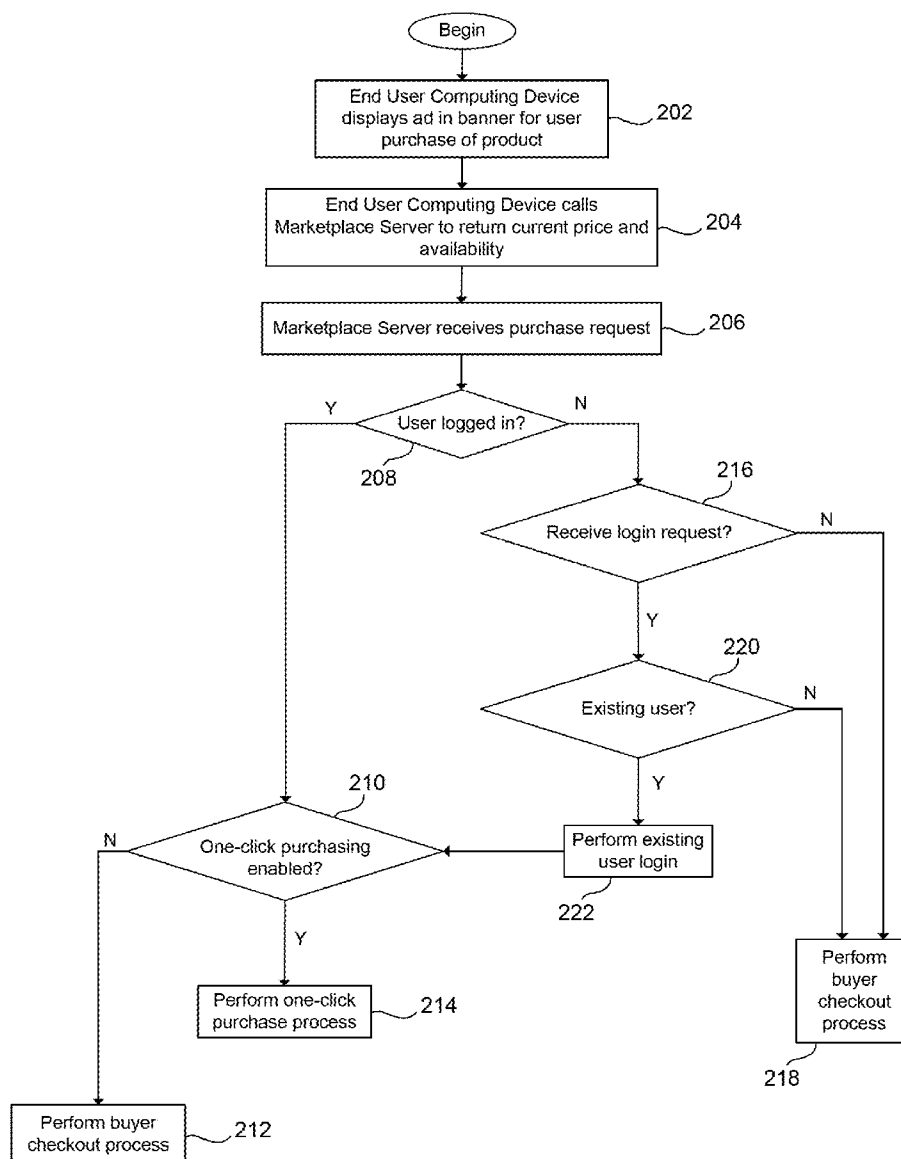 Begin
End User Computing Device
displays ad in banner for user
purchase of product
202
End User Computing Device calls
Marketplace Server to return current price and
availability
204
Marketplace Server receives purchase request
206
Y
User logged in?
N
208
216
Receive login request?
N
Y
220
Existing user?
N
Y
210
N
One-click purchasing
enabled?
Perform existing
user login
222
Y
Perform one-click
purchase process
214
Perform
buyer
checkout
process
218
Perform buyer
checkout process
212